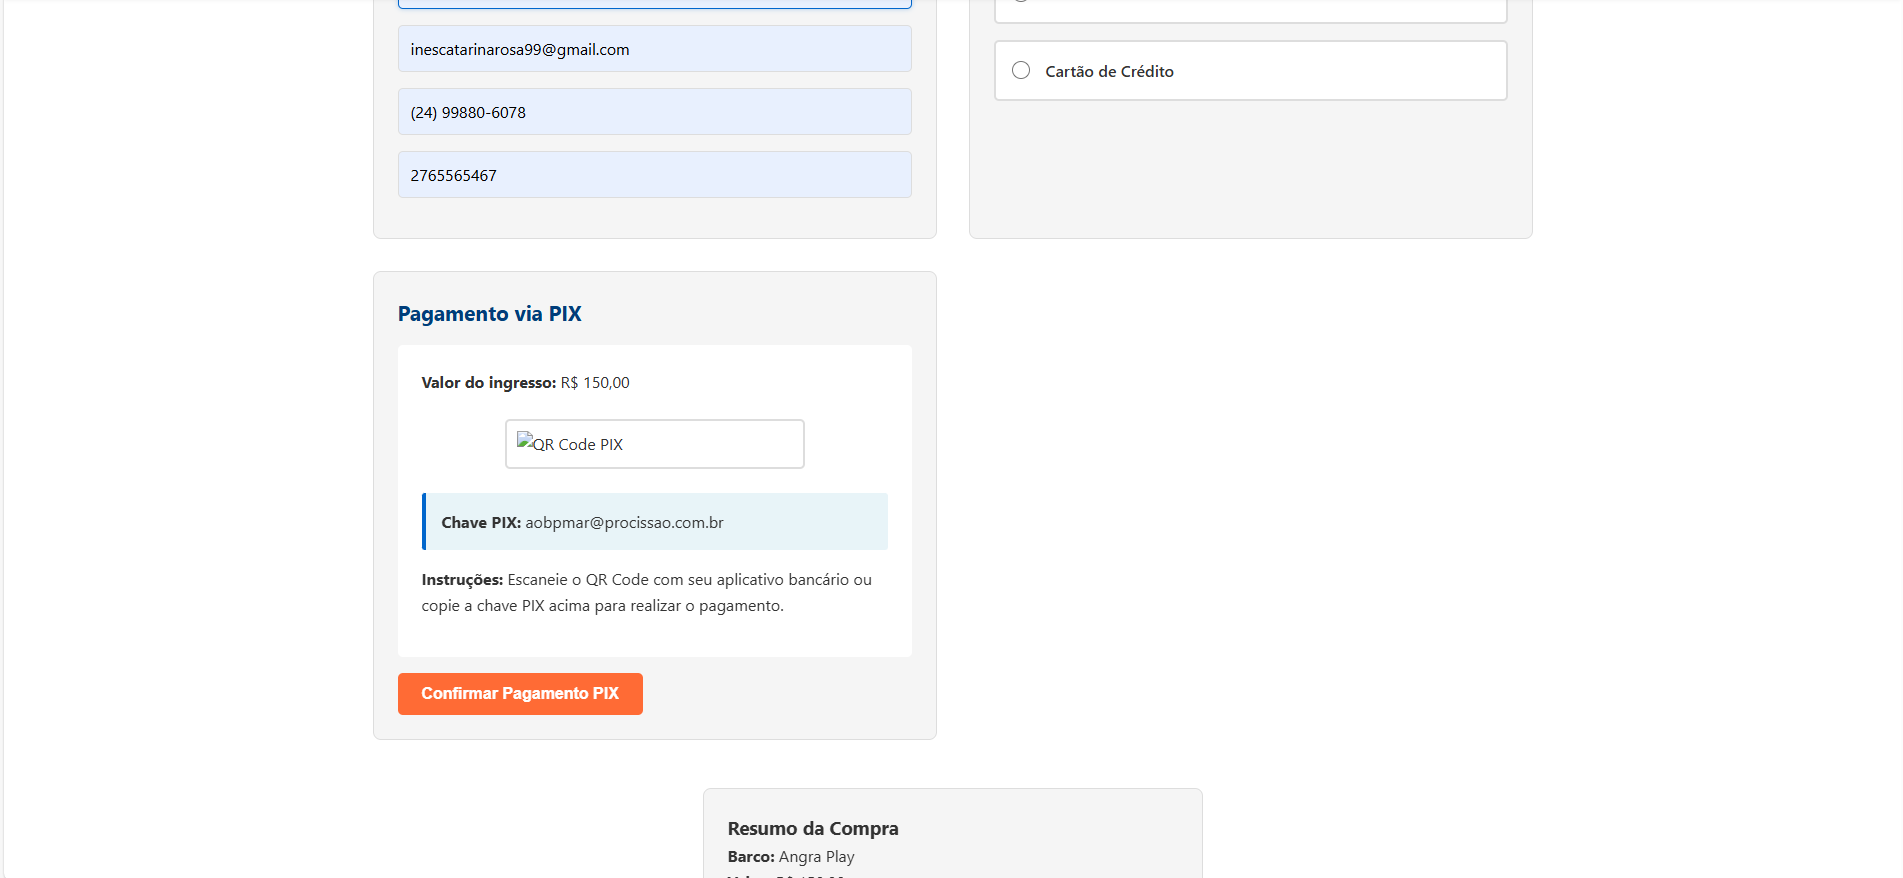 inescatarinarosa99@gmail.com
(24) 99880-6078
2765565467
Cartão de Crédito
Pagamento via PIX
Valor do ingresso: R$ 150,00
QR Code PIX
Chave PIX: aobpmar@procissao.com.br
Instruções: Escaneie o QR Code com seu aplicativo bancário ou
copie a chave PIX acima para realizar o pagamento.
Confirmar Pagamento PIX
Resumo da Compra
Barco: Angra Play